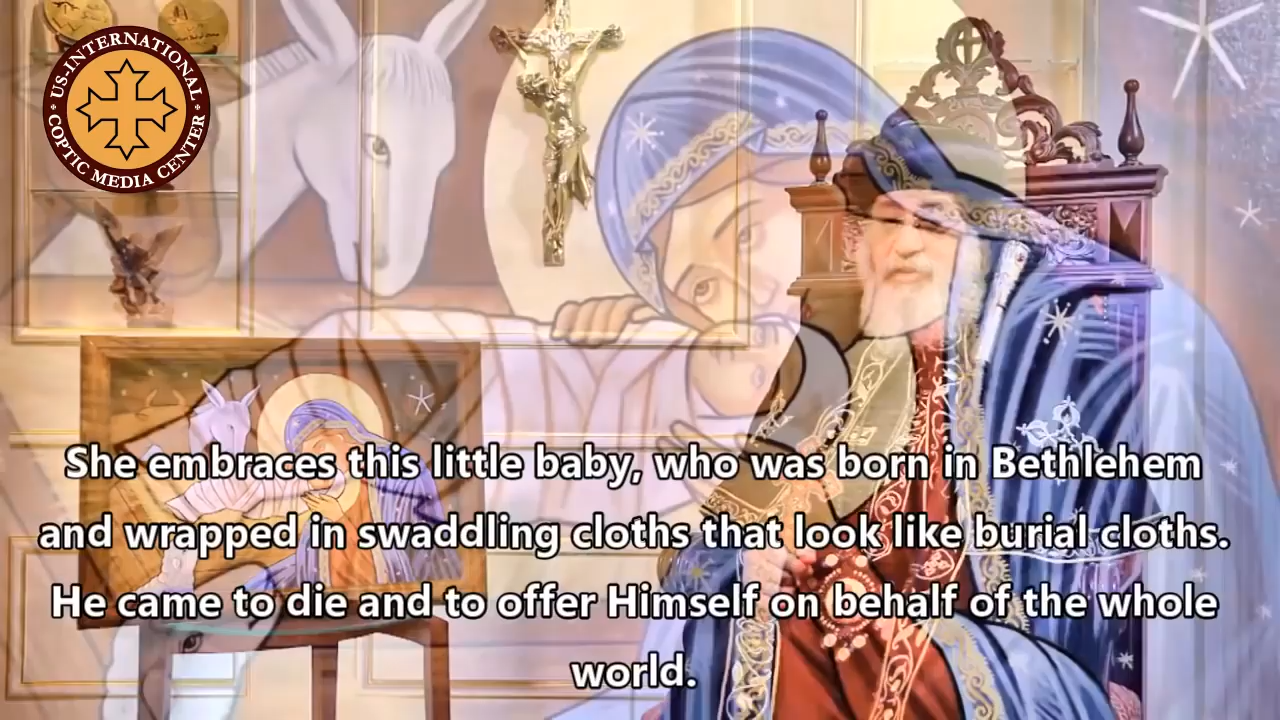 US-INTERNATIONAL
COPTIC MEDIA CENTER
She embraces this little baby, who was born in Bethlehem
and wrapped in swaddling cloths that look like burial cloths.
He came to die and to offer Himself on behalf of the whole
world.